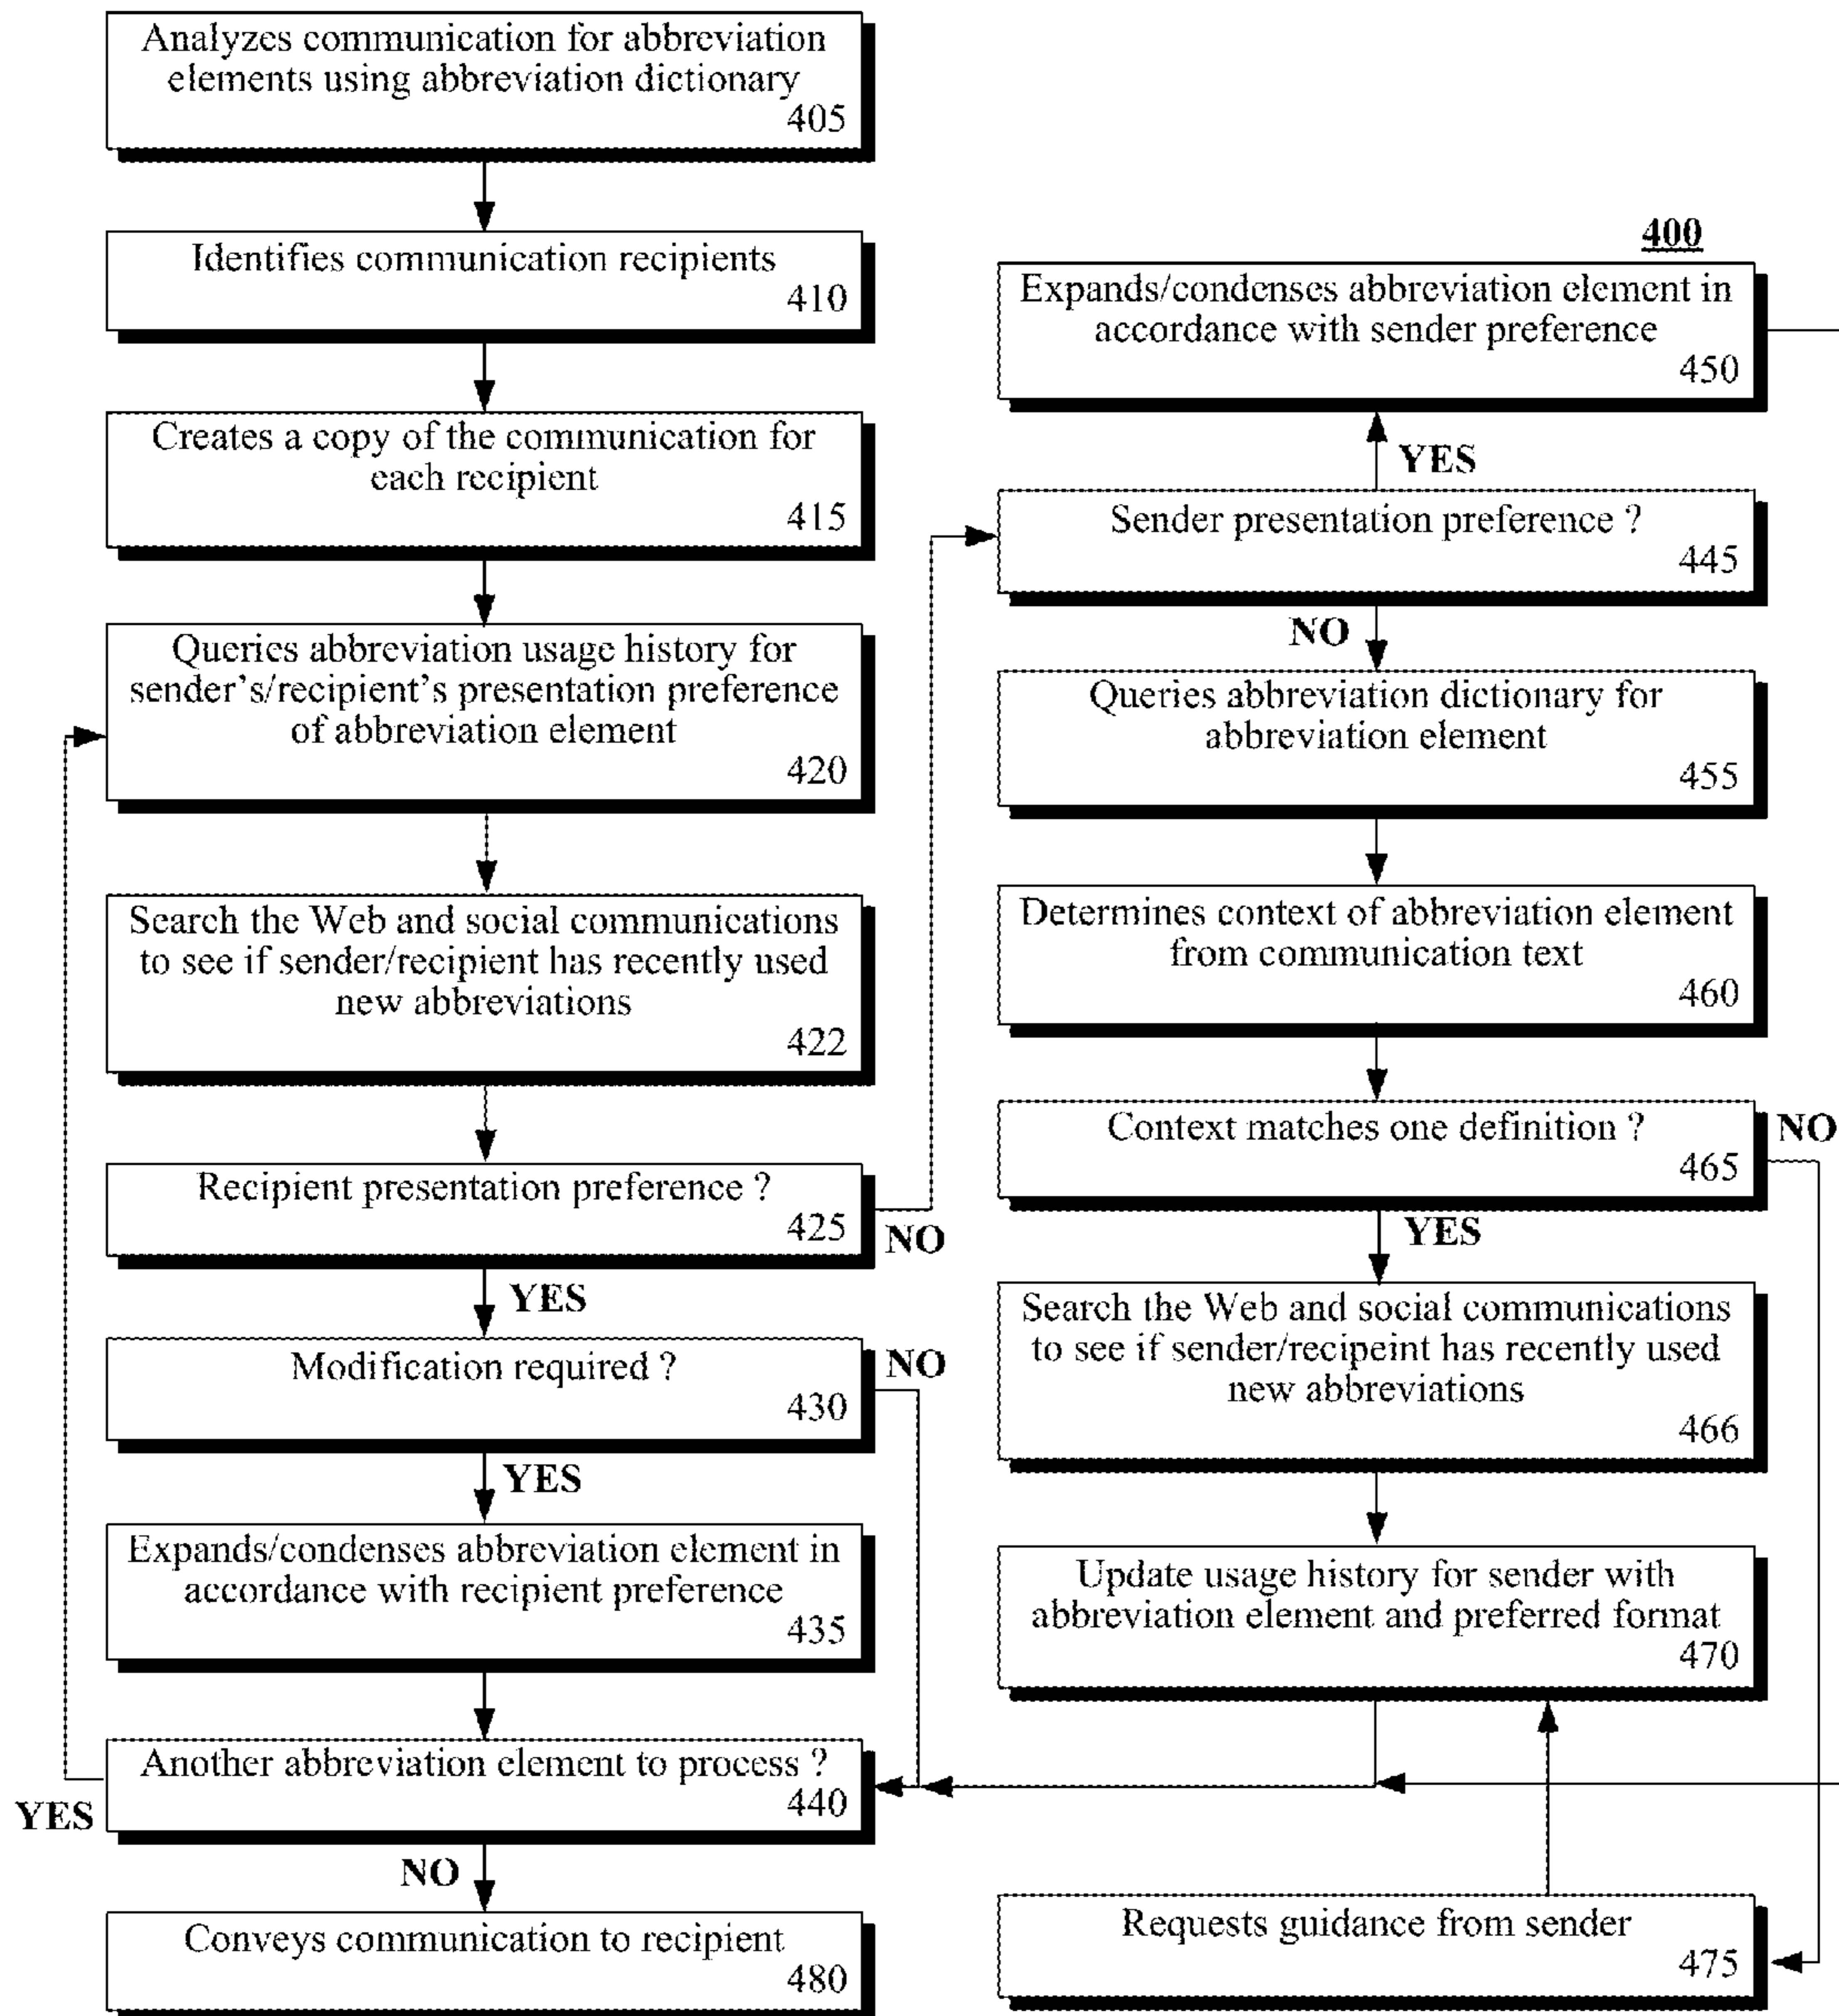 Analyzes communication for abbreviation
elements using abbreviation dictionary
405
Identifies communication recipients
410
Creates a copy of the communication for
each recipient
415
Queries abbreviation usage history for
sender's/recipient's presentation preference
of abbreviation element
420
Search the Web and social communications
to see if sender/recipient has recently used
new abbreviations
422
Recipient presentation preference ?
425
NO
YES
Modification required ?
430
NO
YES
Expands/condenses abbreviation element in
accordance with recipient preference
435
Another abbreviation element to process ?
440
YES
NO
Conveys communication to recipient
480
400
Expands/condenses abbreviation element in
accordance with sender preference
450
YES
Sender presentation preference ?
445
NO
Queries abbreviation dictionary for
abbreviation element
455
Determines context of abbreviation element
from communication text
460
Context matches one definition ?
465
NO
YES
Search the Web and social communications
to see if sender/recipeint has recently used
new abbreviations
466
Update usage history for sender with
abbreviation element and preferred format
470
Requests guidance from sender
475